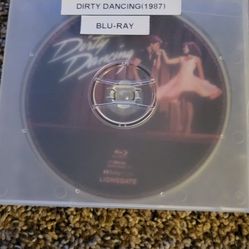 DIRTY DANCING(1987)
BLU-RAY
Dirty
Dancing
LIONSGATE